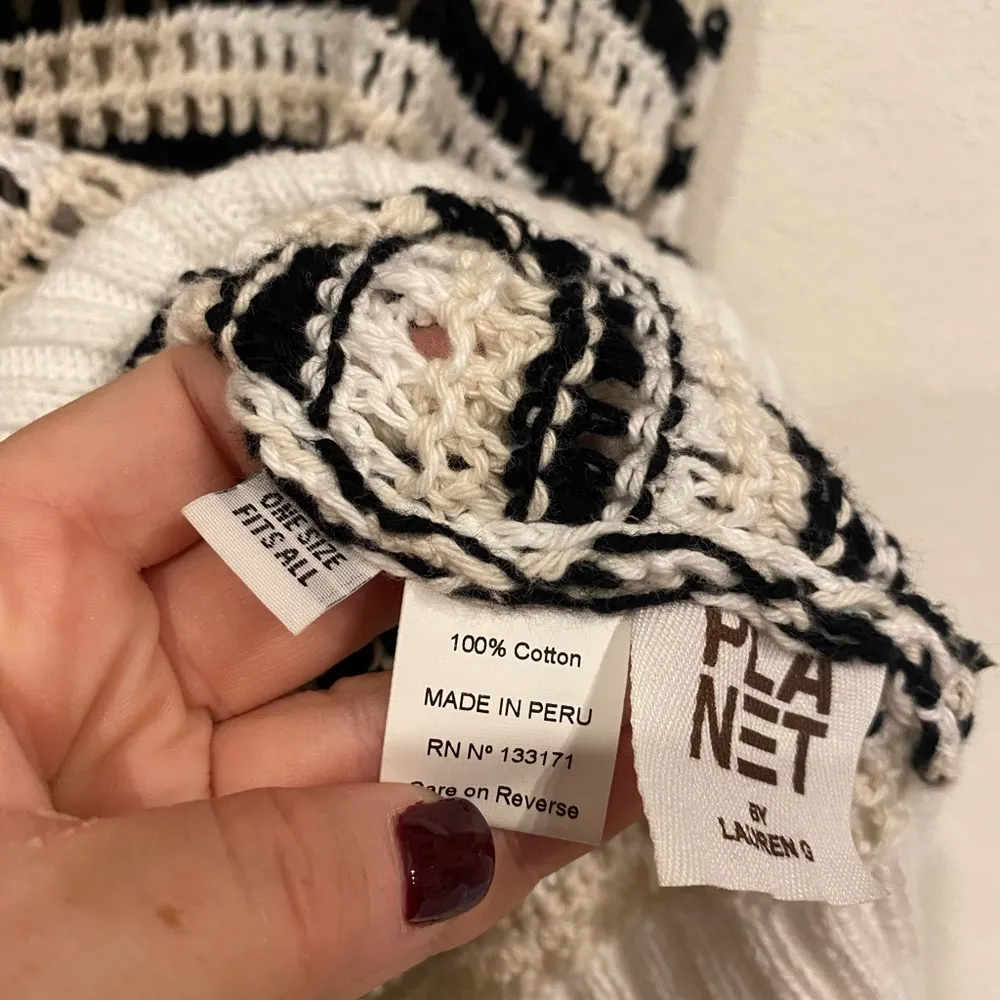 ONE SIZE
FITS ALL
100% Cotton
MADE IN PERU
RN Nº 133171
Care on Reverse
PLA
NET
BY
LAUREN G